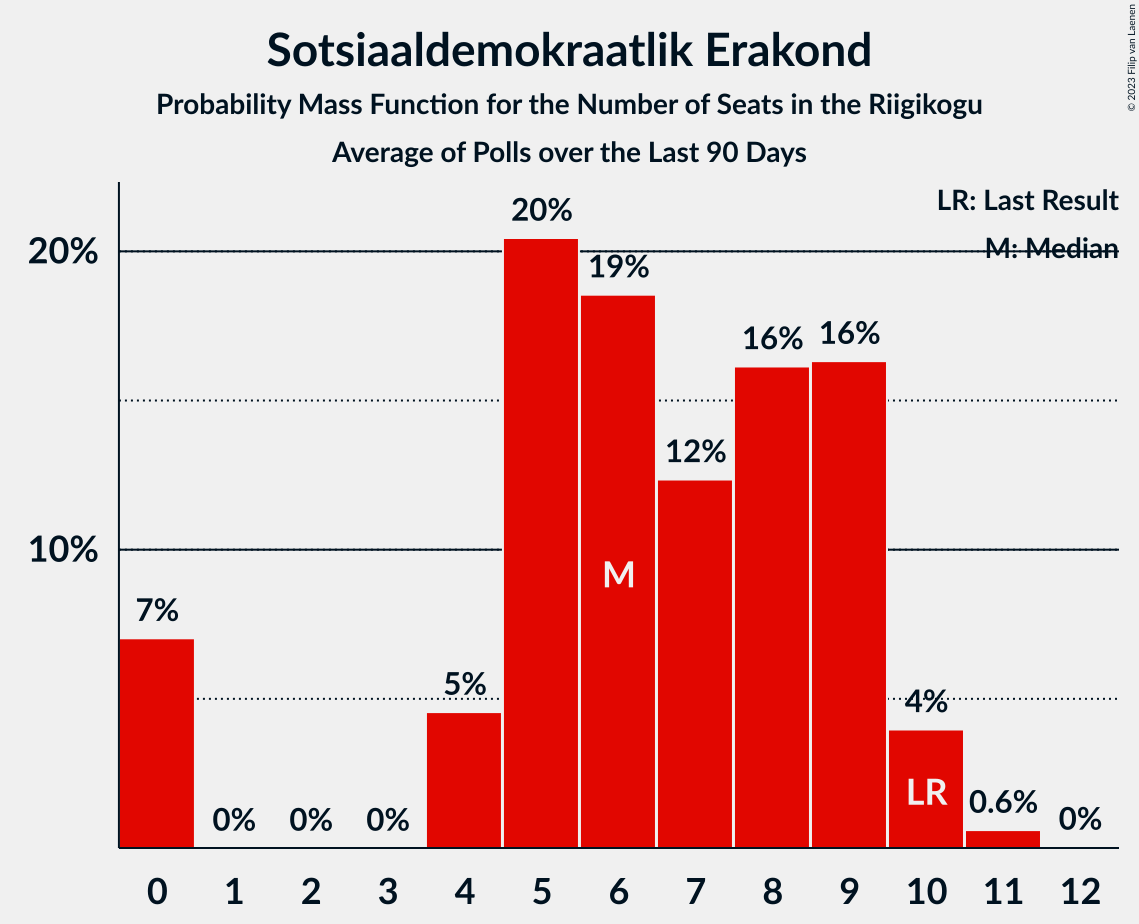 Sotsiaaldemokraatlik Erakond
Probability Mass Function for the Number of Seats in the Riigikogu
Average of Polls over the Last 90 Days
© 2023 Filip van Laenen
LR: Last Result
M: Median
20%
10%
7%
0%
0%
0%
5%
20%
19%
12%
16%
16%
4%
0.6%
0%
M
LR
0 1 2 3 4 5 6 7 8 9 10 11 12